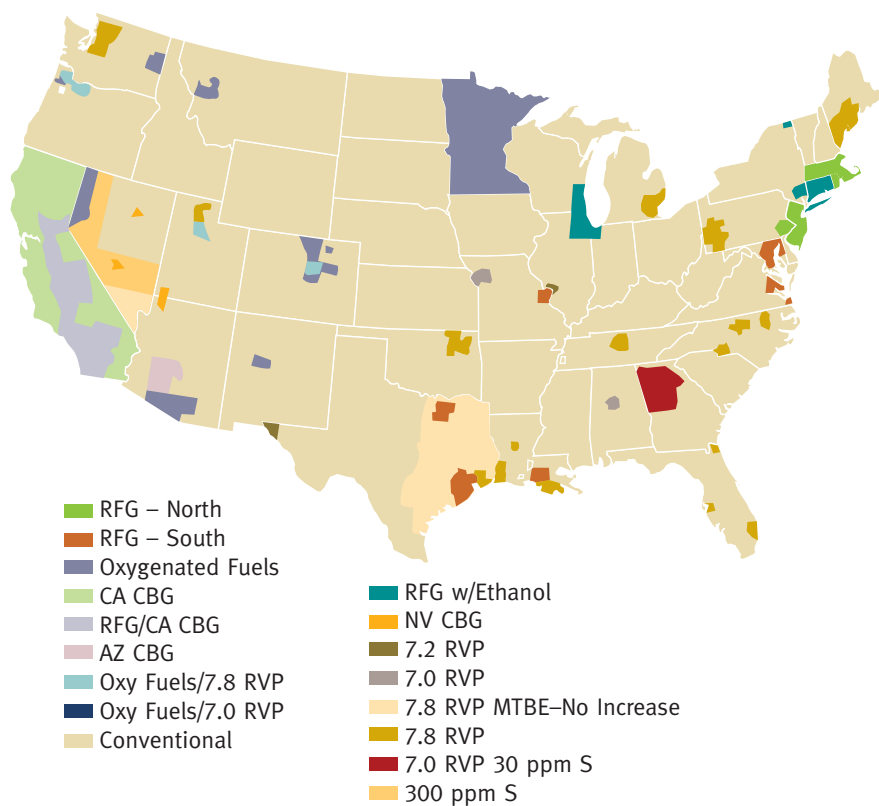 RFG – North
RFG – South
Oxygenated Fuels
CA CBG
RFG/CA CBG
AZ CBG
Oxy Fuels/7.8 RVP
Oxy Fuels/7.0 RVP
Conventional
RFG w/Ethanol
NV CBG
7.2 RVP
7.0 RVP
7.8 RVP MTBE–No Increase
7.8 RVP
7.0 RVP 30 ppm S
300 ppm S